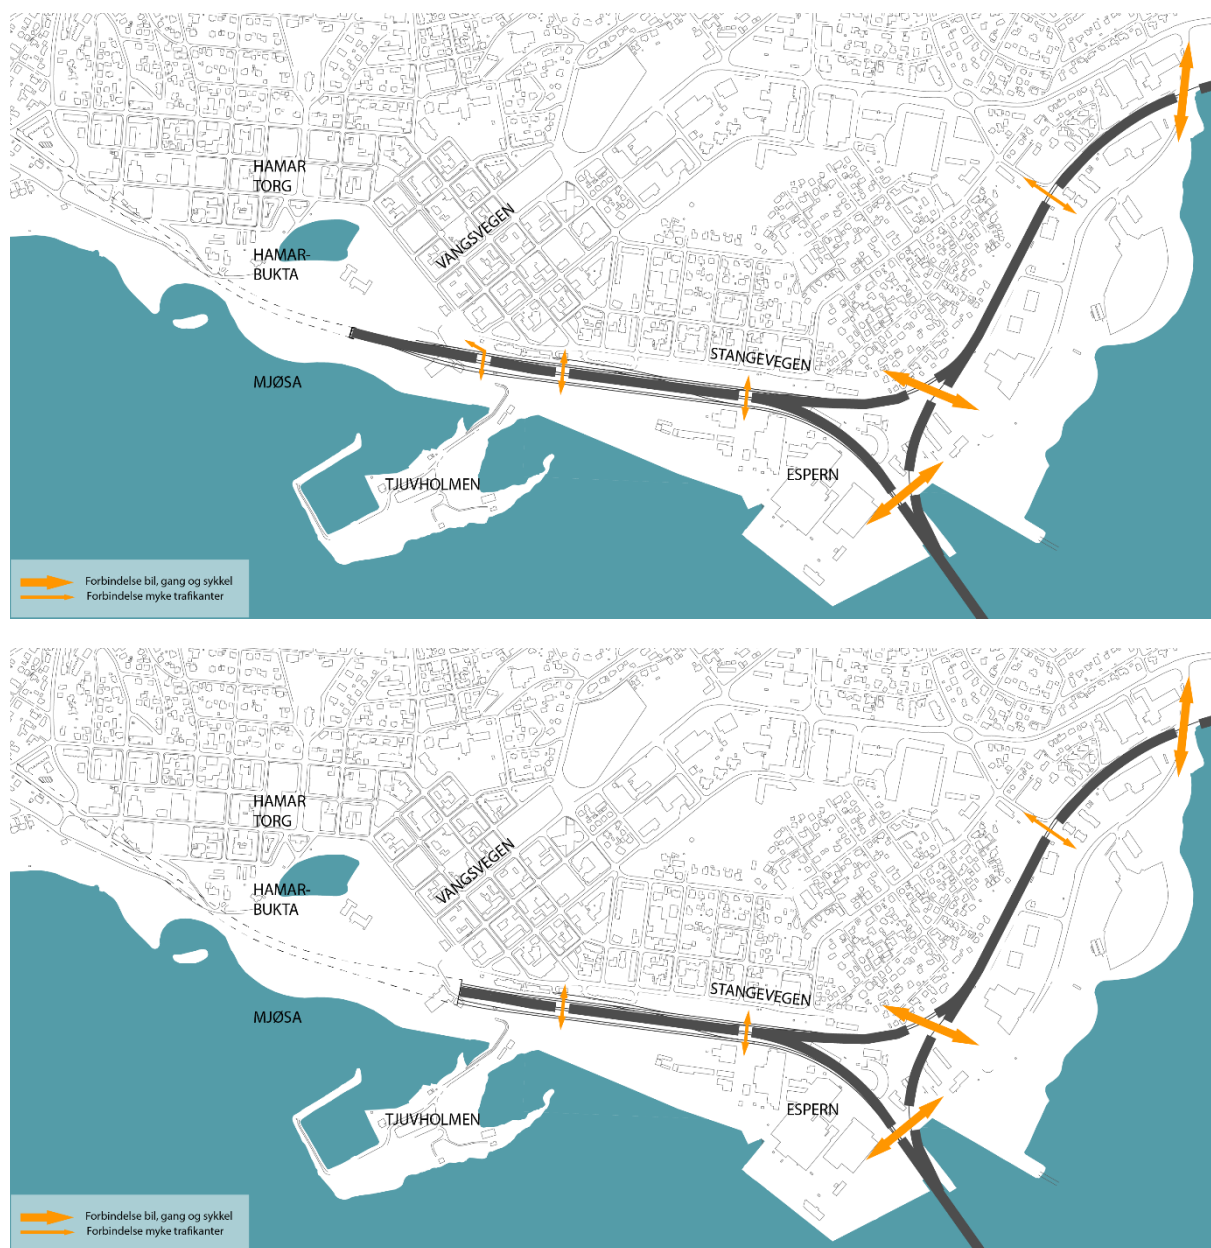 HAMAR
TORG
VANGSVEGEN
HAMAR-
BUKTA
STANGEVEGEN
MJØSA
TJUVHOLMEN
ESPERN
Forbindelse bil, gang og sykkel
Forbindelse myke trafikanter
HAMAR
TORG
VANGSVEGEN
HAMAR-
BUKTA
STANGEVEGEN
MJØSA
TJUVHOLMEN
ESPERN
Forbindelse bil, gang og sykkel
Forbindelse myke trafikanter